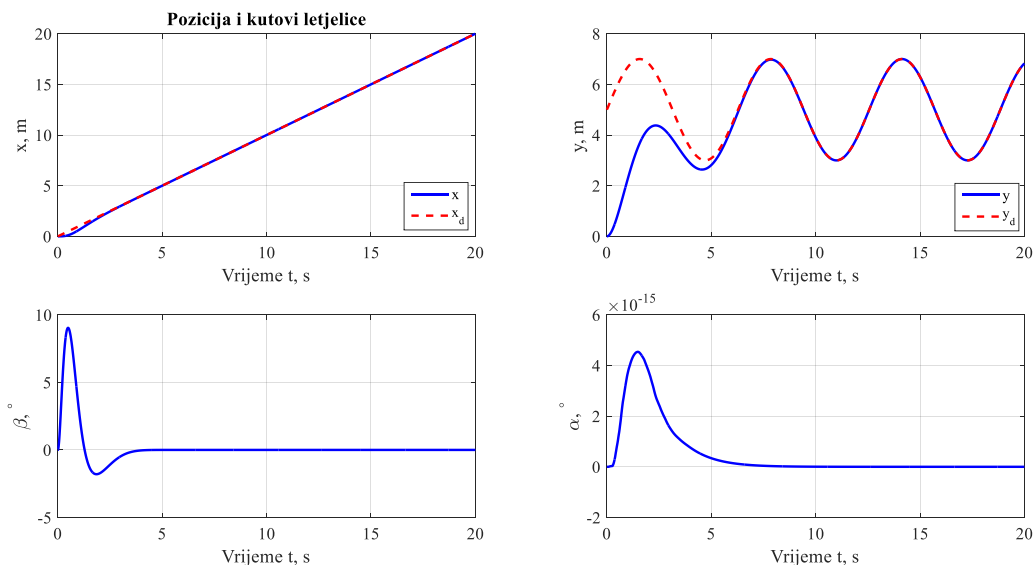 Pozicija i kutovi letjelice
20
15
10
5
0
x, m
x
x_d
0 5 10 15 20
Vrijeme t, s
8
6
4
2
0
y, m
y
y_d
0 5 10 15 20
Vrijeme t, s
10
5
0
-5
β, °
0 5 10 15 20
Vrijeme t, s
×10^-15
6
4
2
0
-2
α, °
0 5 10 15 20
Vrijeme t, s